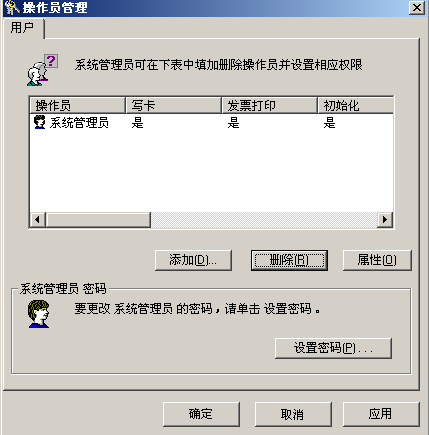 操作员管理
用户
系统管理员可在下表中填加删除操作员并设置相应权限
操作员 写卡 发票打印 初始化
系统管理员 是 是 是
添加(D)... 删除(R) 属性(O)
系统管理员 密码
要更改 系统管理员 的密码，请单击 设置密码 。
设置密码(P) . . .
确定 取消 应用